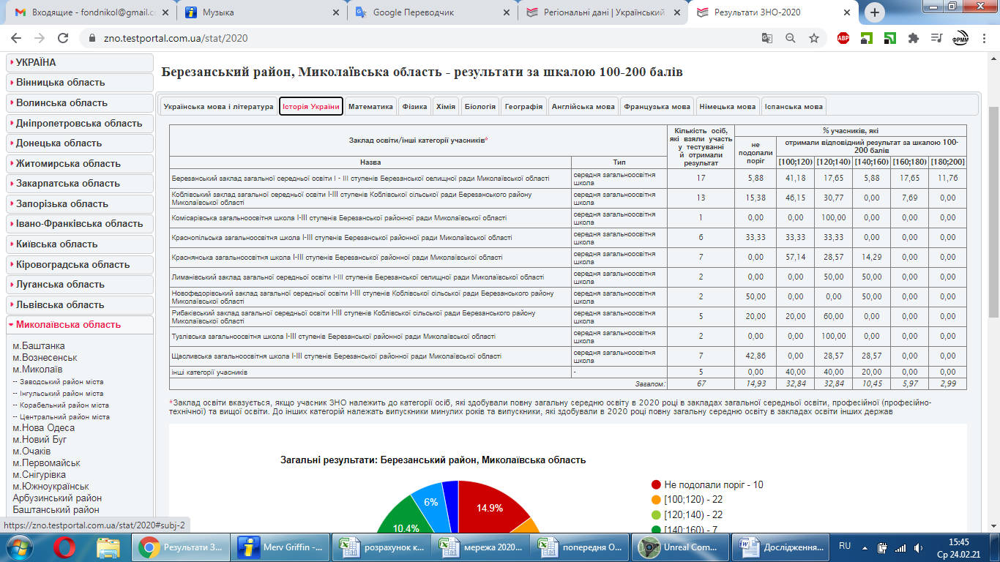 Входящие - fondnikol@gmail.c
Музыка
Google Переводчик
Регіональні дані | Український
Результати ЗНО-2020
zno.testportal.com.ua/stat/2020
УКРАЇНА
Вінницька область
Волинська область
Дніпропетровська область
Донецька область
Житомирська область
Закарпатська область
Запорізька область
Івано-Франківська область
Київська область
Кіровоградська область
Луганська область
Львівська область
Миколаївська область
м.Баштанка
м.Вознесенськ
м.Миколаїв
-- Заводський район міста
-- Інгульський район міста
-- Корабельний район міста
-- Центральний район міста
м.Нова Одеса
м.Новий Буг
м.Очаків
м.Первомайськ
м.Снігурівка
м.Южноукраїнськ
Арбузинський район
Баштанський район
Березанський район, Миколаївська область - результати за шкалою 100-200 балів
Українська мова і література Історія України Математика Фізика Хімія Біологія Географія Англійська мова Французька мова Німецька мова Іспанська мова
Заклад освіти/інші категорії учасників*
Назва Тип
Кількість осіб,
які взяли участь
у тестуванні
й отримали
результат
% учасників, які
не
подолали
поріг
отримали відповідний результат за шкалою 100-
200 балів
[100;120) [120;140) [140;160) [160;180) [180;200]
Березанський заклад загальної середньої освіти І - ІІІ ступенів Березанської селищної ради Миколаївської області середня загальноосвітня
школа 17 5,88 41,18 17,65 5,88 17,65 11,76
Коблівський заклад загальної середньої освіти І-ІІІ ступенів Коблівської сільської ради Березанського району
Миколаївської області середня загальноосвітня
школа 13 15,38 46,15 30,77 0,00 7,69 0,00
Комісарівська загальноосвітня школа І-ІІІ ступенів Березанської районної ради Миколаївської області середня загальноосвітня
школа 1 0,00 0,00 100,00 0,00 0,00 0,00
Краснопільська загальноосвітня школа І-ІІІ ступенів Березанської районної ради Миколаївської області середня загальноосвітня
школа 6 33,33 33,33 33,33 0,00 0,00 0,00
Краснянська загальноосвітня школа І-ІІІ ступенів Березанської районної ради Миколаївської області середня загальноосвітня
школа 7 0,00 57,14 28,57 14,29 0,00 0,00
Лиманівський заклад загальної середньої освіти І-ІІІ ступенів Березанської селищної ради Миколаївської області середня загальноосвітня
школа 2 0,00 0,00 50,00 50,00 0,00 0,00
Новофедорівський заклад загальної середньої освіти І-ІІІ ступенів Коблівської сільської ради Березанського району
Миколаївської області середня загальноосвітня
школа 2 50,00 0,00 0,00 50,00 0,00 0,00
Рибаківський заклад загальної середньої освіти І-ІІІ ступенів Коблівської сільської ради Березанського району
Миколаївської області середня загальноосвітня
школа 5 20,00 20,00 60,00 0,00 0,00 0,00
Тузлівська загальноосвітня школа І-ІІІ ступенів Березанської районної ради Миколаївської області середня загальноосвітня
школа 2 0,00 0,00 100,00 0,00 0,00 0,00
Щасливська загальноосвітня школа І-ІІІ ступенів Березанської районної ради Миколаївської області середня загальноосвітня
школа 7 42,86 0,00 28,57 28,57 0,00 0,00
інші категорії учасників - 5 0,00 40,00 40,00 20,00 0,00 0,00
Загалом: 67 14,93 32,84 32,84 10,45 5,97 2,99
*Заклад освіти вказується, якщо учасник ЗНО належить до категорії осіб, які здобували повну загальну середню освіту в 2020 році в закладах загальної середньої освіти, професійної (професійно-
технічної) та вищої освіти. До інших категорій належать випускники минулих років та випускники, які здобували в 2020 році повну загальну середню освіту в закладах освіти інших держав
Загальні результати: Березанський район, Миколаївська область
6%
14.9%
10.4%
Не подолали поріг - 10
[100;120) - 22
[120;140) - 22
[140;160) - 7
https://zno.testportal.com.ua/stat/2020#subj-2
ABP
ФРММ
Результати З...
Merv Griffin -...
розрахунок к...
мережа 2020...
попередня О...
Unreal Com...
Дослідження...
RU
15:45
Ср 24.02.21